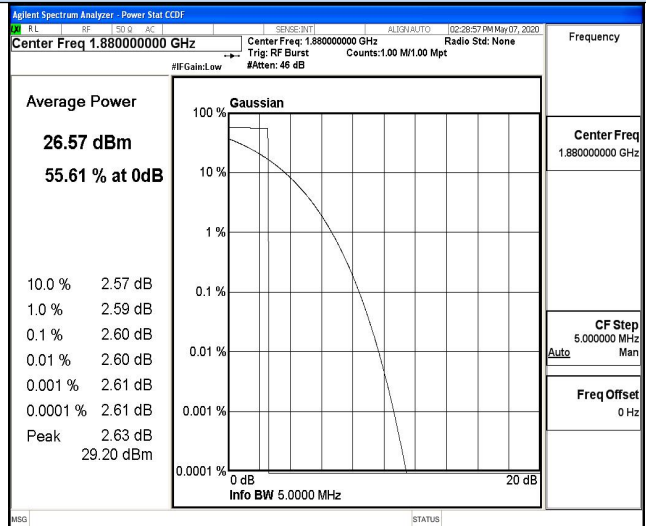 Agilent Spectrum Analyzer - Power Stat CCDF
RL RF 50 Ω AC SENSE:INT ALIGN AUTO 02:28:57 PM May 07, 2020
Center Freq 1.880000000 GHz
Center Freq: 1.880000000 GHz Radio Std: None
Trig: RF Burst Counts:1.00 M/1.00 Mpt
#IFGain:Low #Atten: 46 dB
Frequency
Average Power
26.57 dBm
55.61 % at 0dB
10.0 % 2.57 dB
1.0 % 2.59 dB
0.1 % 2.60 dB
0.01 % 2.60 dB
0.001 % 2.61 dB
0.0001 % 2.61 dB
Peak 2.63 dB
29.20 dBm
Gaussian
100 %
10 %
1 %
0.1 %
0.01 %
0.001 %
0.0001 %
0 dB 20 dB
Info BW 5.0000 MHz
Center Freq
1.880000000 GHz
CF Step
5.000000 MHz
Auto Man
Freq Offset
0 Hz
MSG STATUS